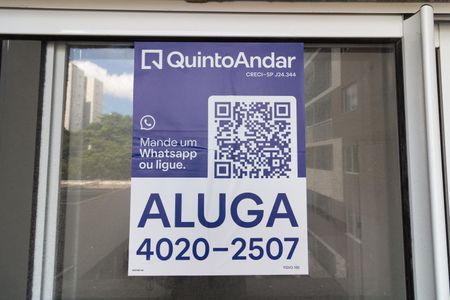 QuintoAndar
CRECI-SP J24.344
Mande um
Whatsapp
ou ligue.
ALUGA
4020-2507